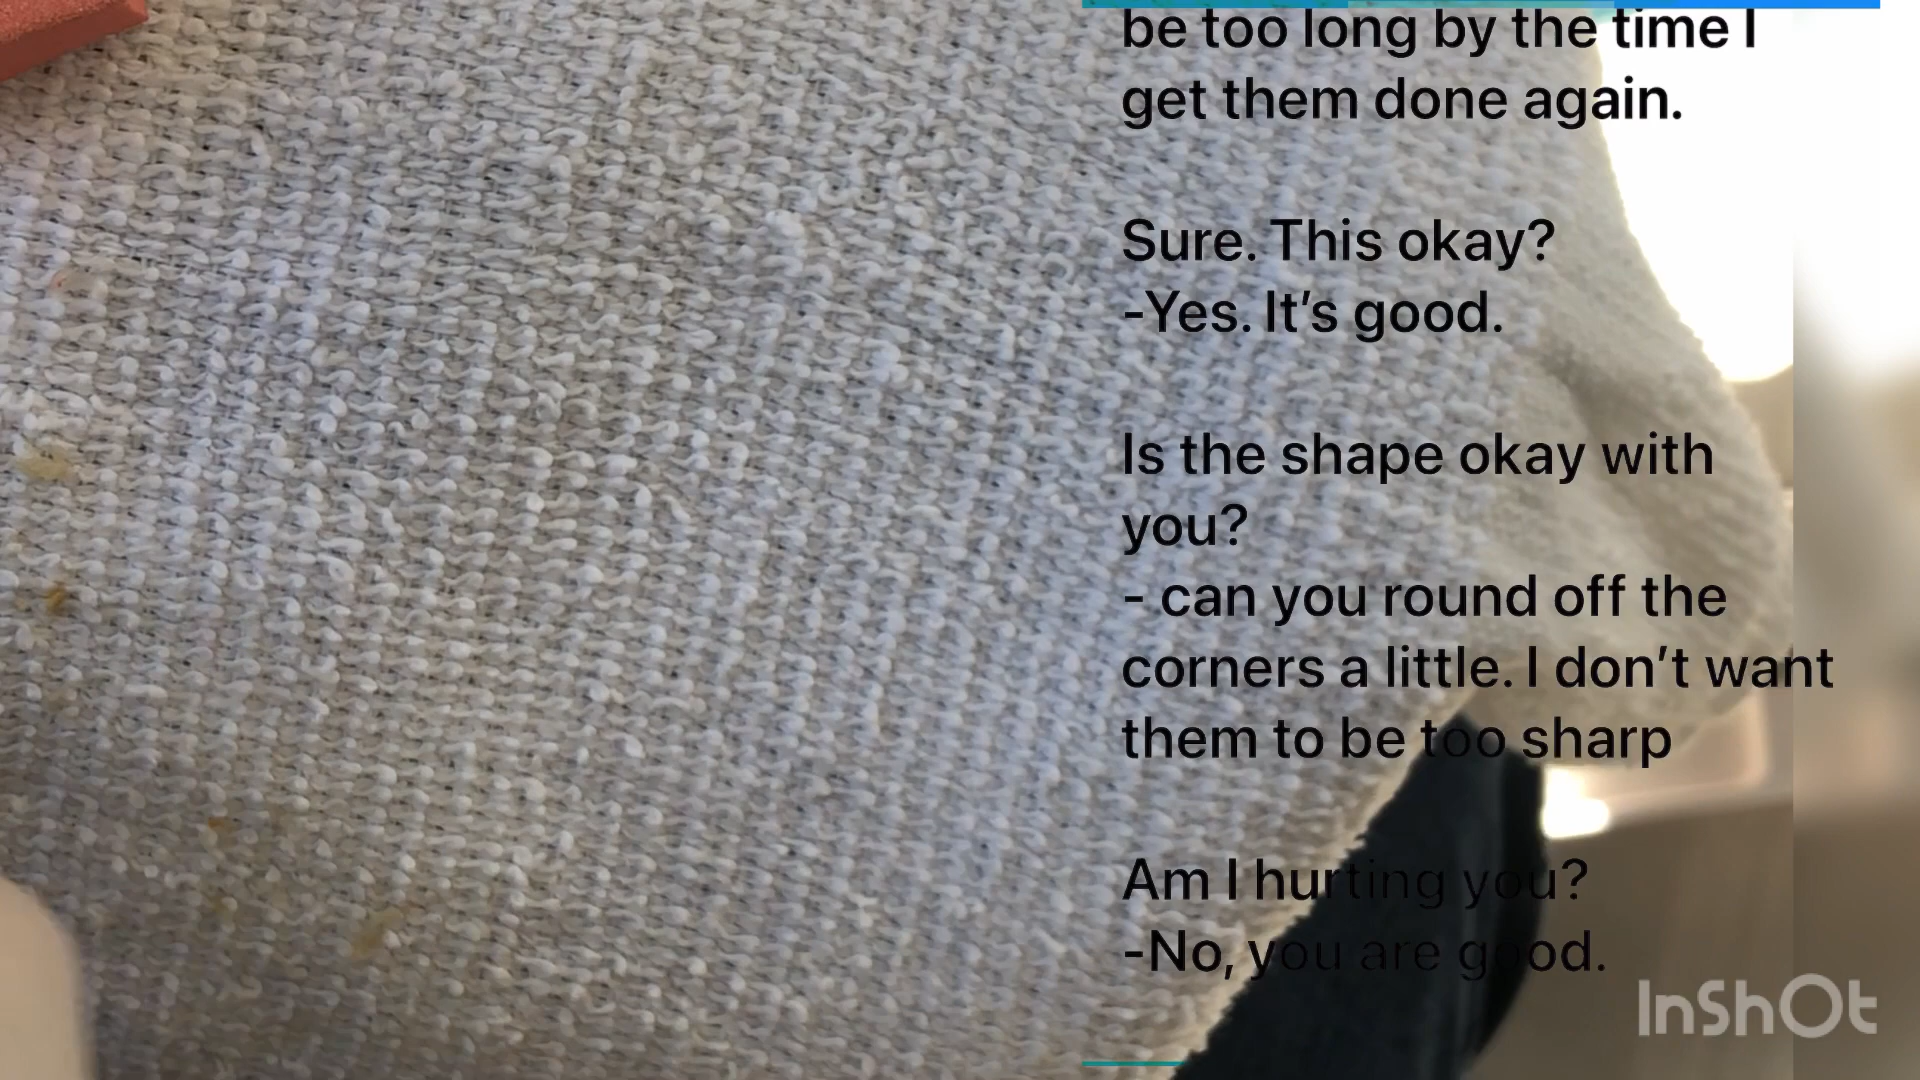 be too long by the time I
get them done again.
Sure. This okay?
-Yes. It’s good.
Is the shape okay with
you?
- can you round off the
corners a little. I don’t want
them to be too sharp
Am I hurting you?
-No, you are good.
InShOt